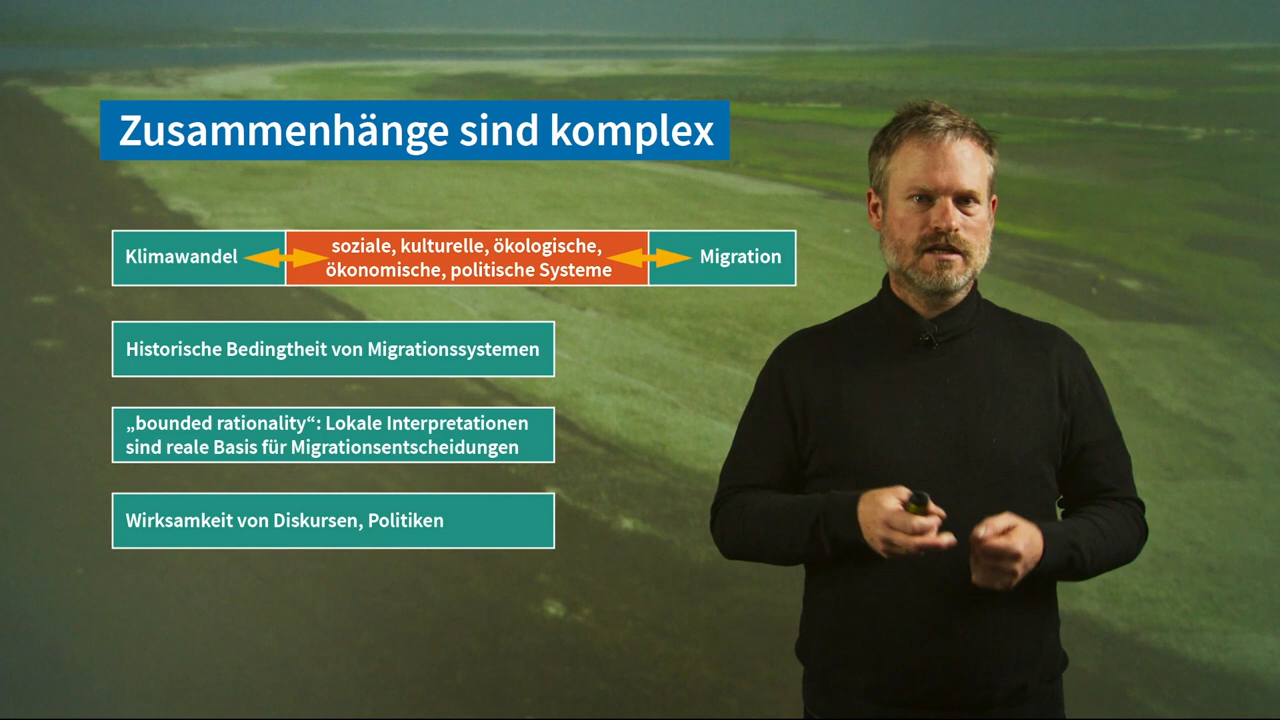 Zusammenhänge sind komplex
Klimawandel
soziale, kulturelle, ökologische,
ökonomische, politische Systeme
Migration
Historische Bedingtheit von Migrationssystemen
„bounded rationality“: Lokale Interpretationen
sind reale Basis für Migrationsentscheidungen
Wirksamkeit von Diskursen, Politiken